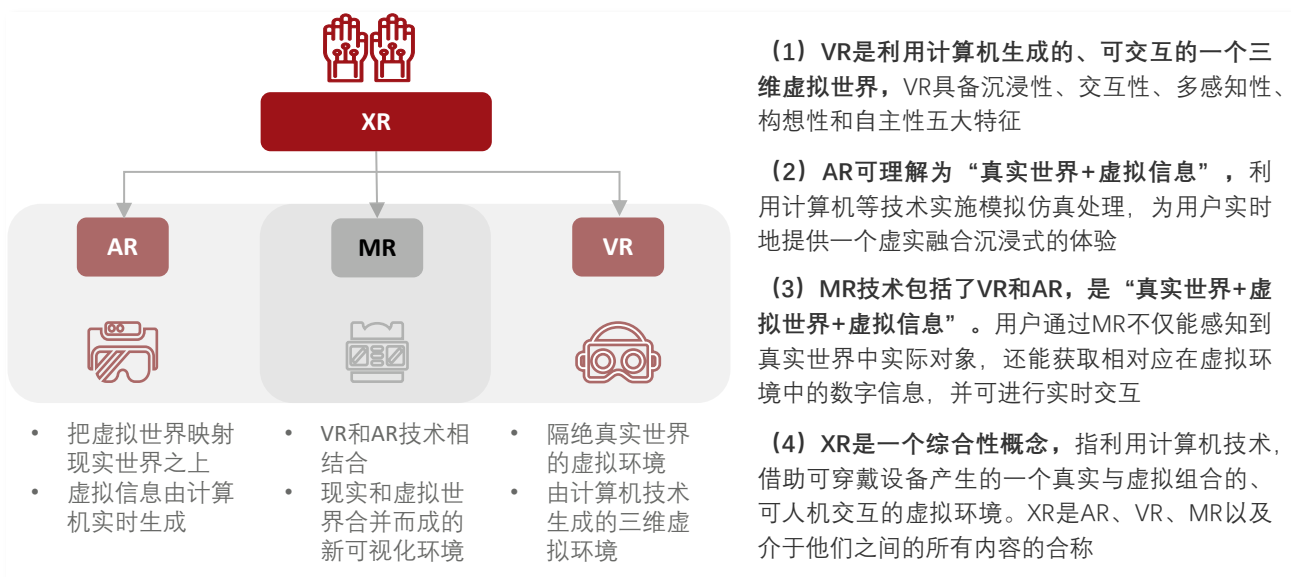 XR
AR
MR
VR
• 把虚拟世界映射
现实世界之上
• 虚拟信息由计算
机实时生成
• VR和AR技术相
结合
• 现实和虚拟世
界合并而成的
新可视化环境
• 隔绝真实世界
的虚拟环境
• 由计算机技术
生成的三维虚
拟环境
（1）VR是利用计算机生成的、可交互的一个三
维虚拟世界，VR具备沉浸性、交互性、多感知性、
构想性和自主性五大特征
（2）AR可理解为“真实世界+虚拟信息”，利
用计算机等技术实施模拟仿真处理，为用户实时
地提供一个虚实融合沉浸式的体验
（3）MR技术包括了VR和AR，是“真实世界+虚
拟世界+虚拟信息”。用户通过MR不仅能感知到
真实世界中实际对象，还能获取相对应在虚拟环
境中的数字信息，并可进行实时交互
（4）XR是一个综合性概念，指利用计算机技术，
借助可穿戴设备产生的一个真实与虚拟组合的、
可人机交互的虚拟环境。XR是AR、VR、MR以及
介于他们之间的所有内容的合称